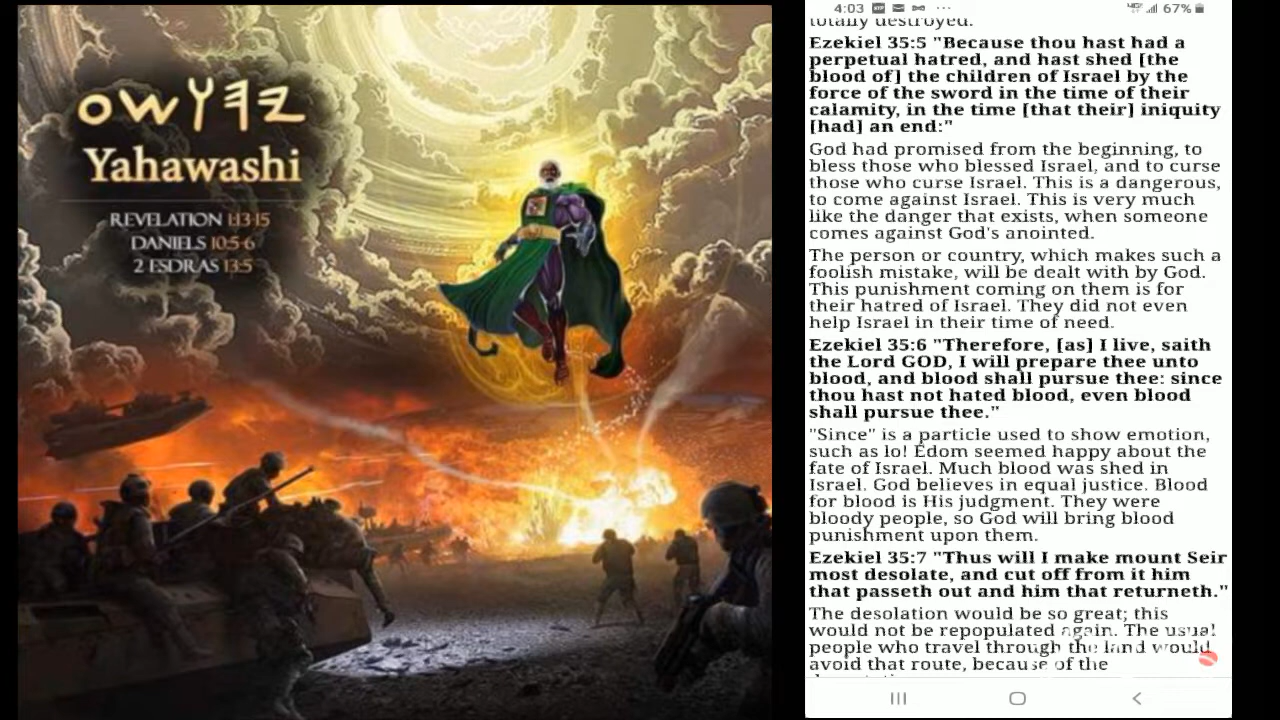 𐤉𐤄𐤅𐤔𐤏
Yahawashi
REVELATION 1:13-15
DANIELS 10:5-6
2 ESDRAS 13:5
4:03
67%
totally destroyed.
Ezekiel 35:5 "Because thou hast had a
perpetual hatred, and hast shed [the
blood of] the children of Israel by the
force of the sword in the time of their
calamity, in the time [that their] iniquity
[had] an end:"
God had promised from the beginning, to
bless those who blessed Israel, and to curse
those who curse Israel. This is a dangerous,
to come against Israel. This is very much
like the danger that exists, when someone
comes against God's anointed.
The person or country, which makes such a
foolish mistake, will be dealt with by God.
This punishment coming on them is for
their hatred of Israel. They did not even
help Israel in their time of need.
Ezekiel 35:6 "Therefore, [as] I live, saith
the Lord GOD, I will prepare thee unto
blood, and blood shall pursue thee: since
thou hast not hated blood, even blood
shall pursue thee."
"Since" is a particle used to show emotion,
such as lo! Edom seemed happy about the
fate of Israel. Much blood was shed in
Israel. God believes in equal justice. Blood
for blood is His judgment. They were
bloody people, so God will bring blood
punishment upon them.
Ezekiel 35:7 "Thus will I make mount Seir
most desolate, and cut off from it him
that passeth out and him that returneth."
The desolation would be so great; this
would not be repopulated again. The usual
people who travel through the land would
avoid that route, because of the